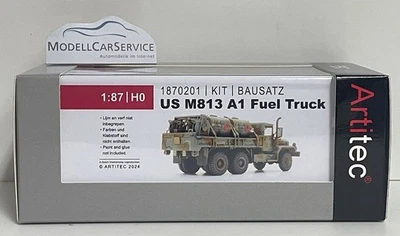 MODELLCARSERVICE
Automodelle im Internet
1:87 | H0
1870201 | KIT | BAUSATZ
US M813 A1 Fuel Truck
• Lijm en verf niet
inbegrepen.
• Farben und
Klebstoff sind
nicht enthalten.
• Paint and glue
not included.
© ARTITEC 2024
Artitec®